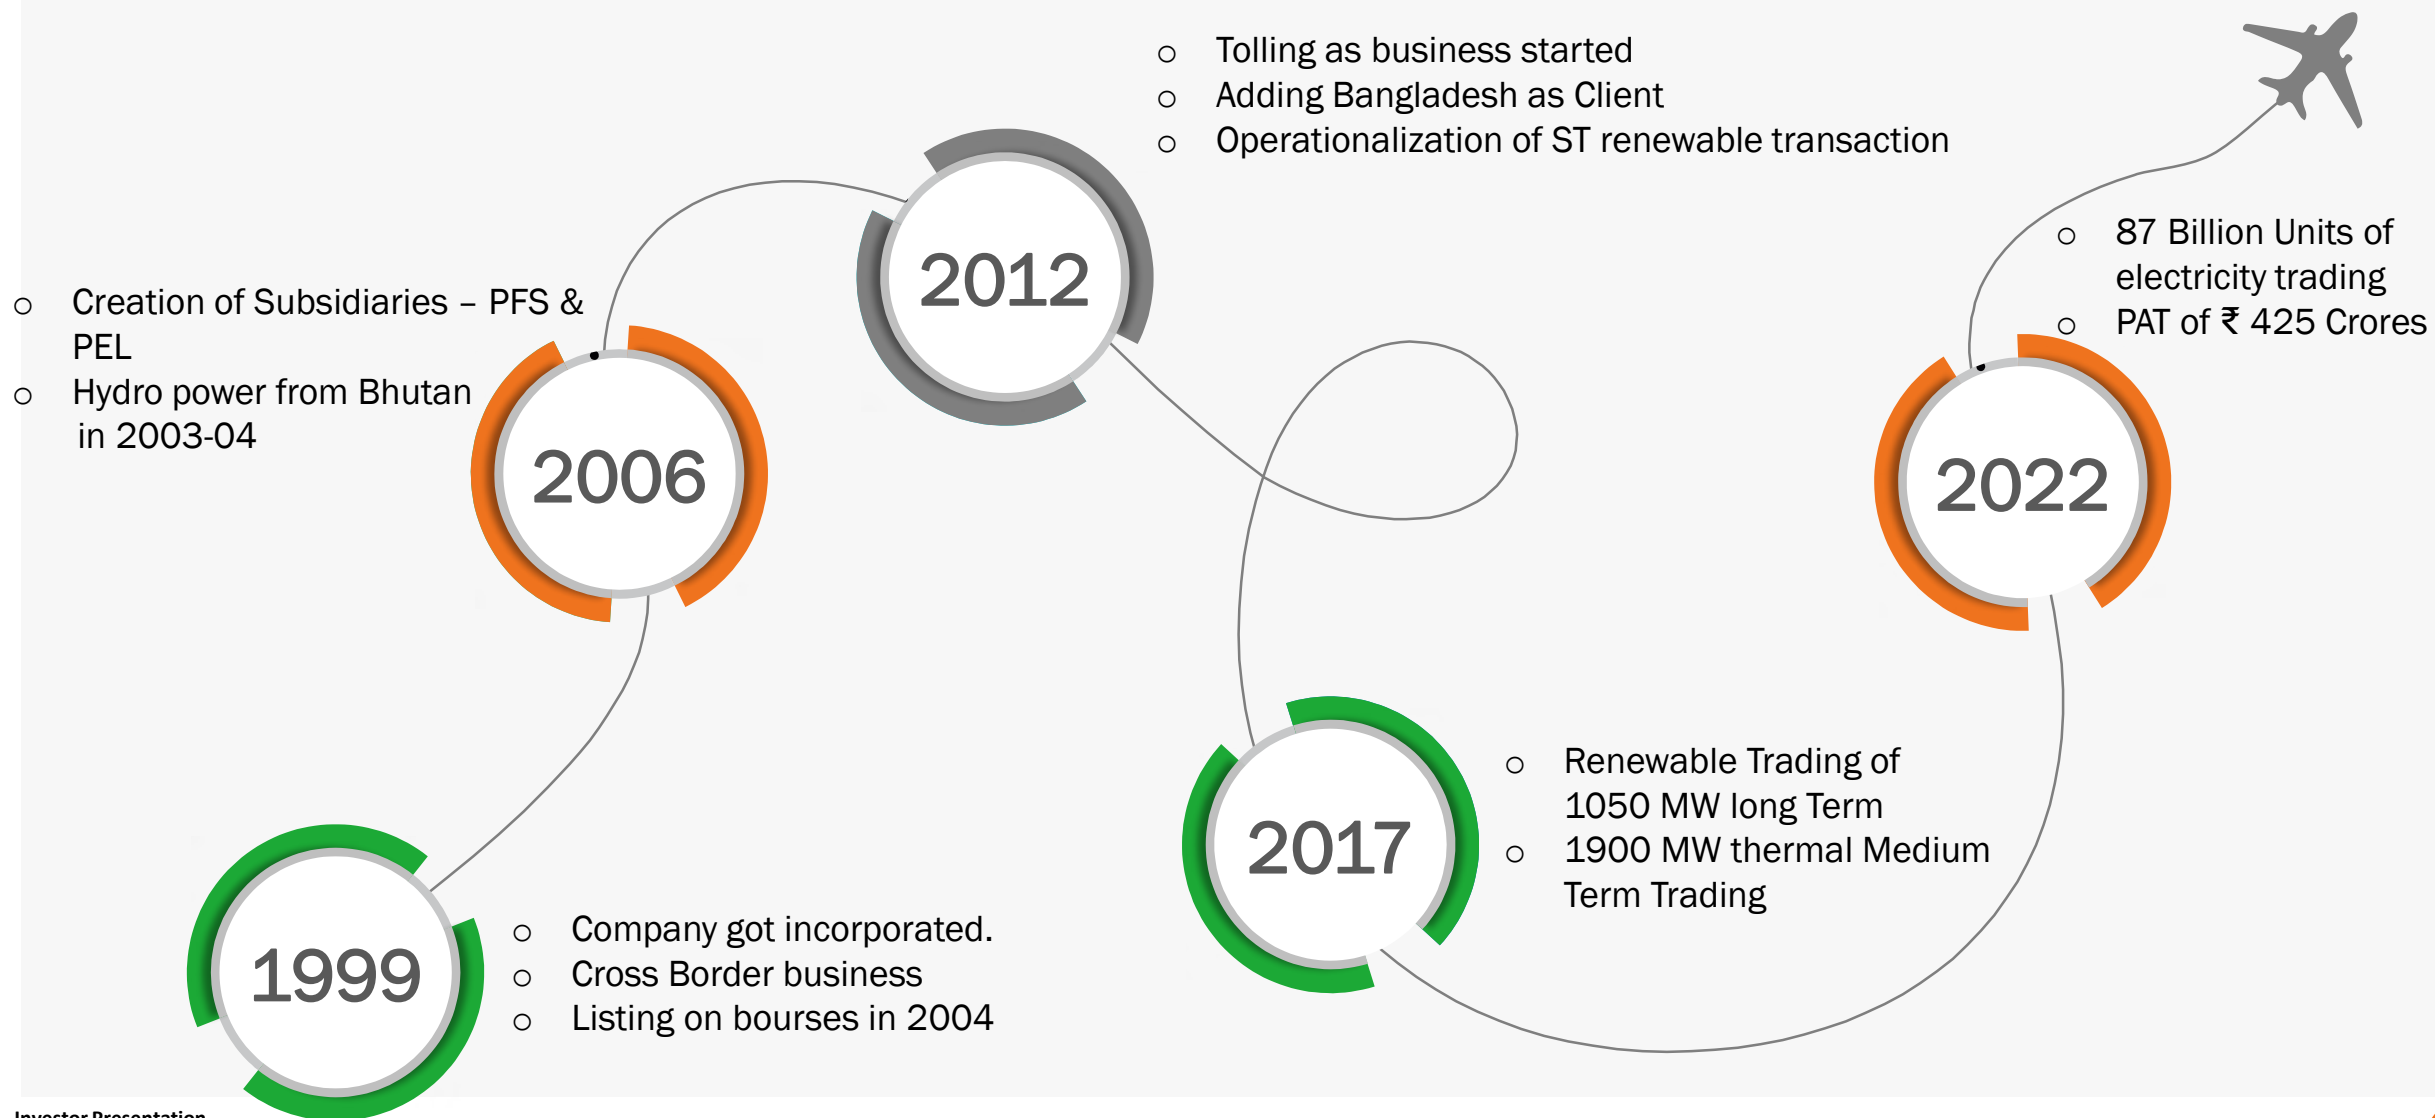 1999
Company got incorporated.
Cross Border business
Listing on bourses in 2004
2006
Creation of Subsidiaries – PFS &
PEL
Hydro power from Bhutan
in 2003-04
2012
Tolling as business started
Adding Bangladesh as Client
Operationalization of ST renewable transaction
2017
Renewable Trading of
1050 MW long Term
1900 MW thermal Medium
Term Trading
2022
87 Billion Units of
electricity trading
PAT of ₹ 425 Crores
Investor Presentation